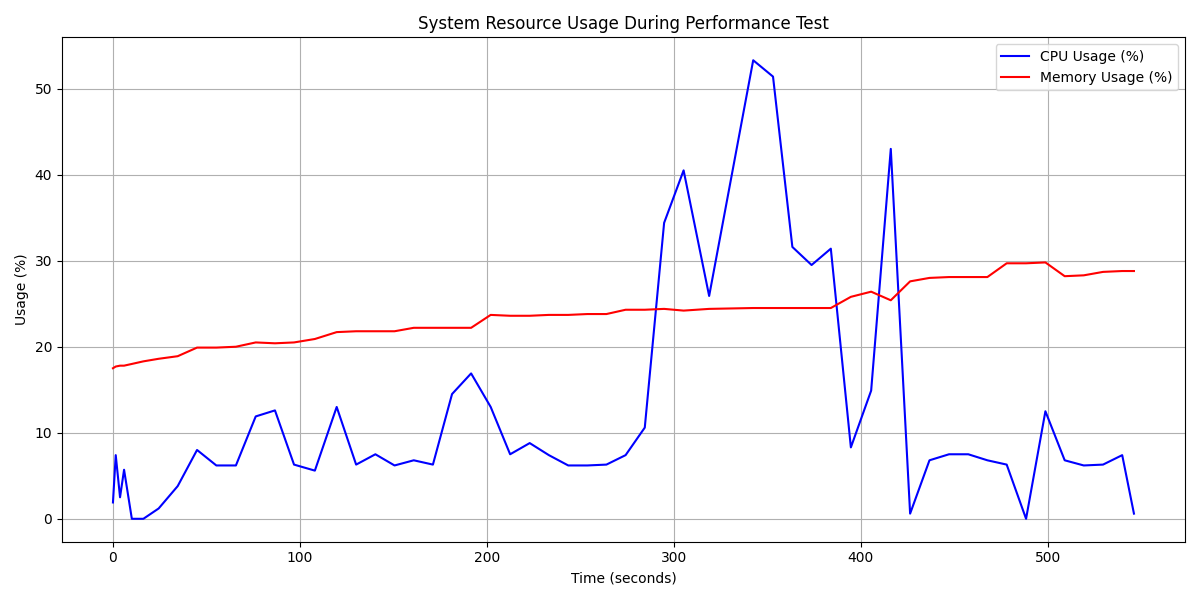 System Resource Usage During Performance Test
CPU Usage (%)
Memory Usage (%)
Usage (%)
50
40
30
20
10
0
0 100 200 300 400 500
Time (seconds)